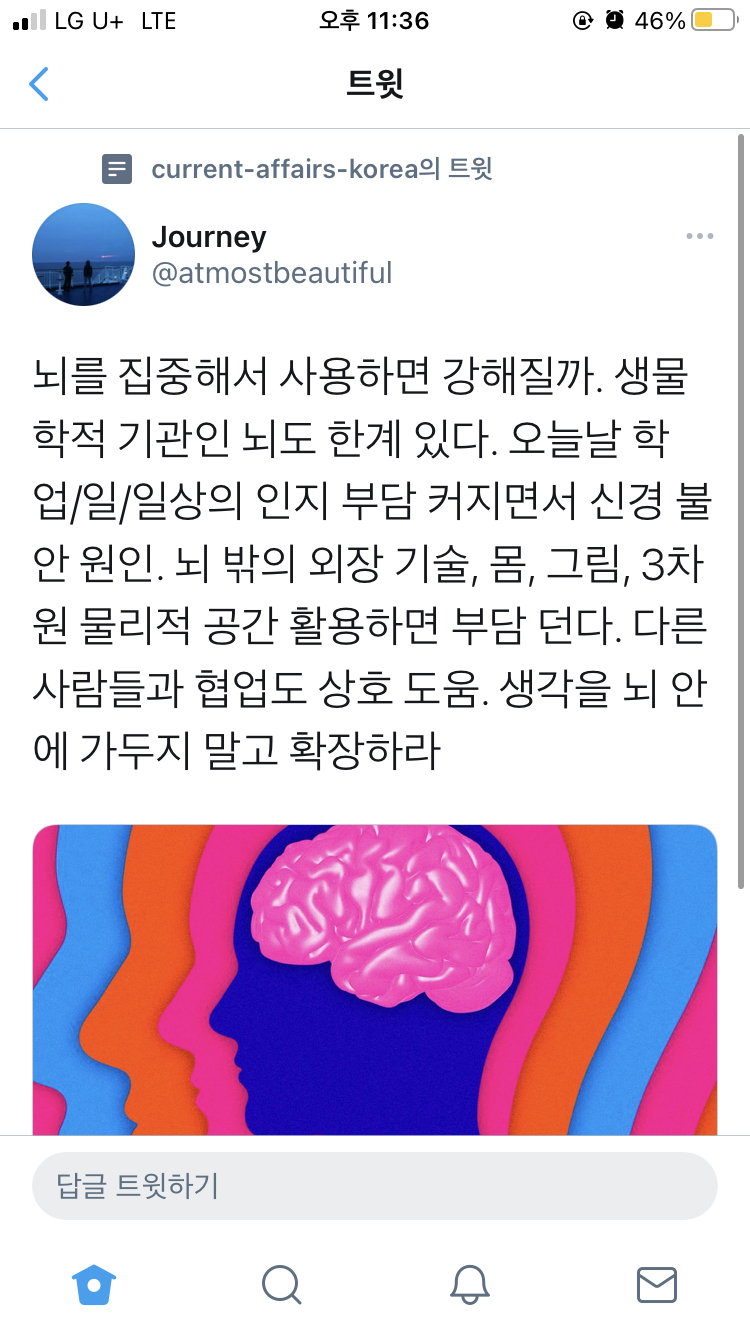 LG U+ LTE 오후 11:36 46%
트윗
current-affairs-korea의 트윗
Journey
@atmostbeautiful
뇌를 집중해서 사용하면 강해질까. 생물
학적 기관인 뇌도 한계 있다. 오늘날 학
업/일/일상의 인지 부담 커지면서 신경 불
안 원인. 뇌 밖의 외장 기술, 몸, 그림, 3차
원 물리적 공간 활용하면 부담 던다. 다른
사람들과 협업도 상호 도움. 생각을 뇌 안
에 가두지 말고 확장하라
답글 트윗하기